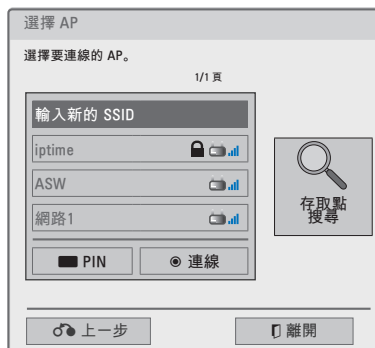 選擇 AP
選擇要連線的 AP。
1/1 頁
輸入新的 SSID
iptime
ASW
網路1
PIN
連線
存取點
搜尋
上一步
離開